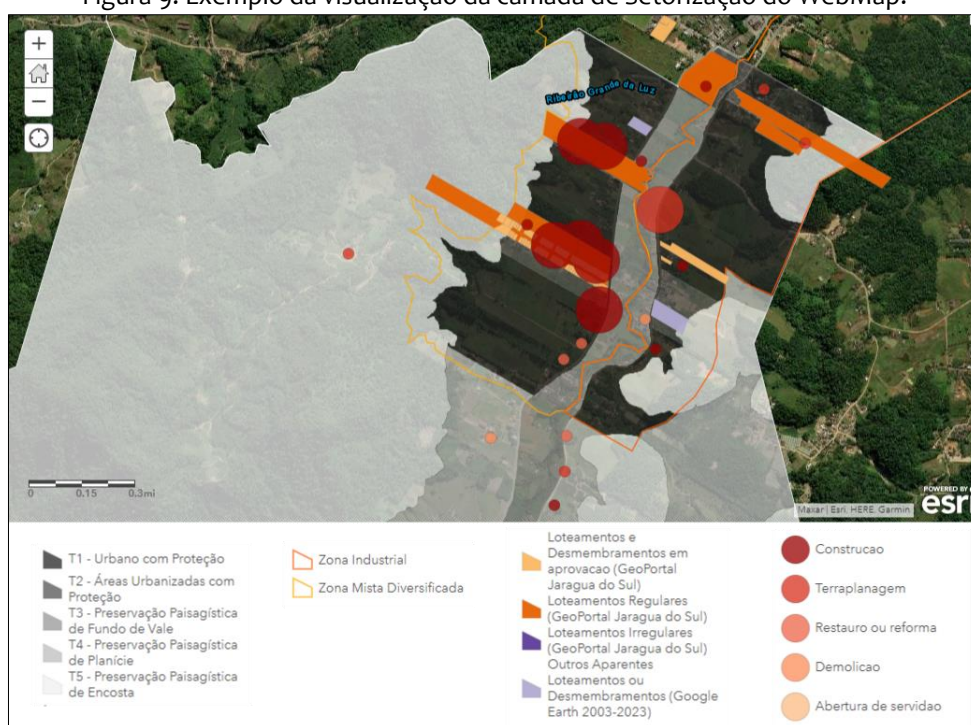 Figura 9. Exemplo da visualização da camada de Setorização do WebMap.
Ribeirão Grande da Luz
0 0.15 0.3mi
Maxar | Esri, HERE, Garmin
POWERED BY
esri
T1 - Urbano com Proteção
T2 - Áreas Urbanizadas com
Proteção
T3 - Preservação Paisagística
de Fundo de Vale
T4 - Preservação Paisagística
de Planície
T5 - Preservação Paisagística
de Encosta
Zona Industrial
Zona Mista Diversificada
Loteamentos e
Desmembramentos em
aprovacao (GeoPortal
Jaragua do Sul)
Loteamentos Regulares
(GeoPortal Jaragua do Sul)
Loteamentos Irregulares
(GeoPortal Jaragua do Sul)
Outros Aparentes
Loteamentos ou
Desmembramentos (Google
Earth 2003-2023)
Construcao
Terraplanagem
Restauro ou reforma
Demolicao
Abertura de servidao